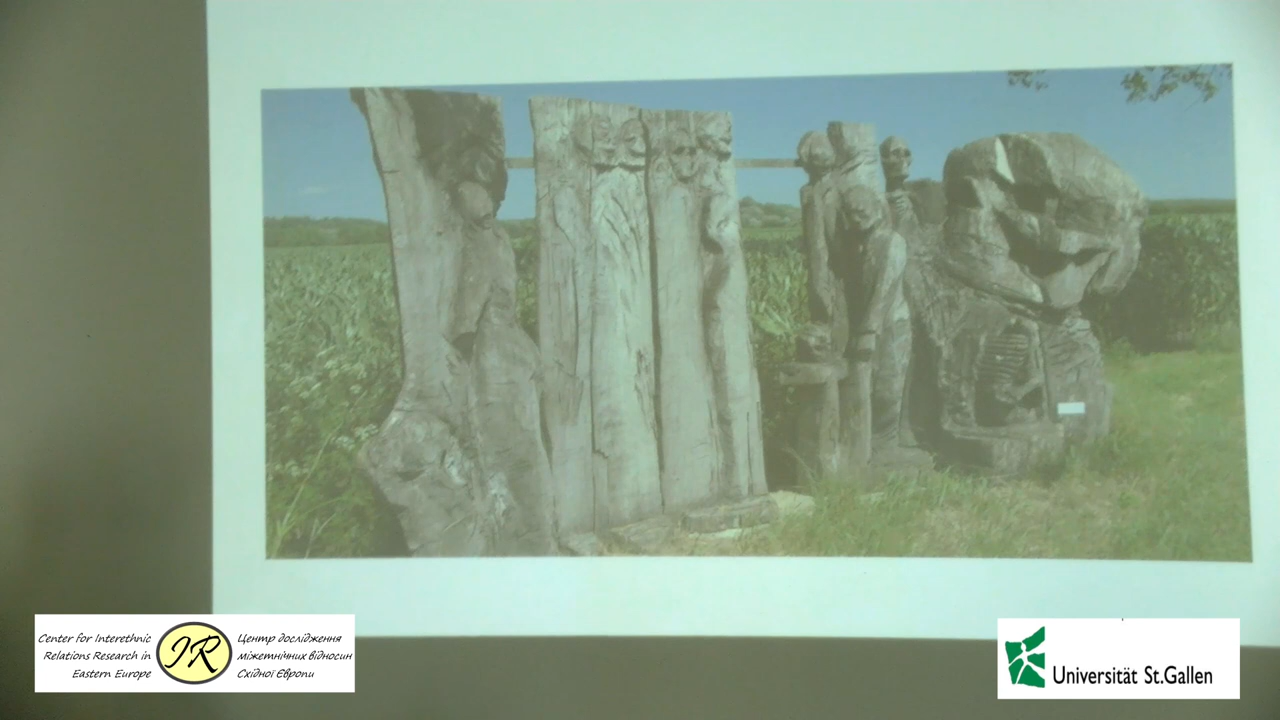 Center for Interethnic
Relations Research in
Eastern Europe
IR
Центр дослідження
міжетнічних відносин
Східної Європи
Universität St.Gallen